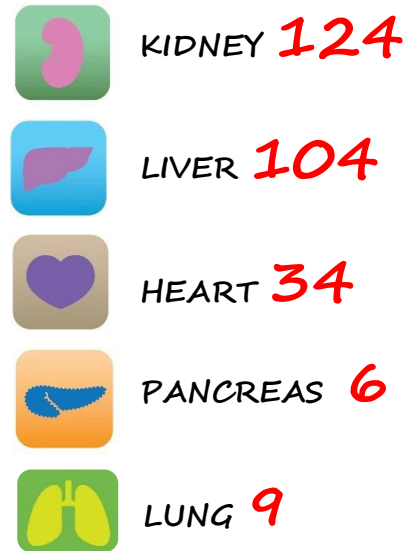 KIDNEY 124
LIVER 104
HEART 34
PANCREAS 6
LUNG 9